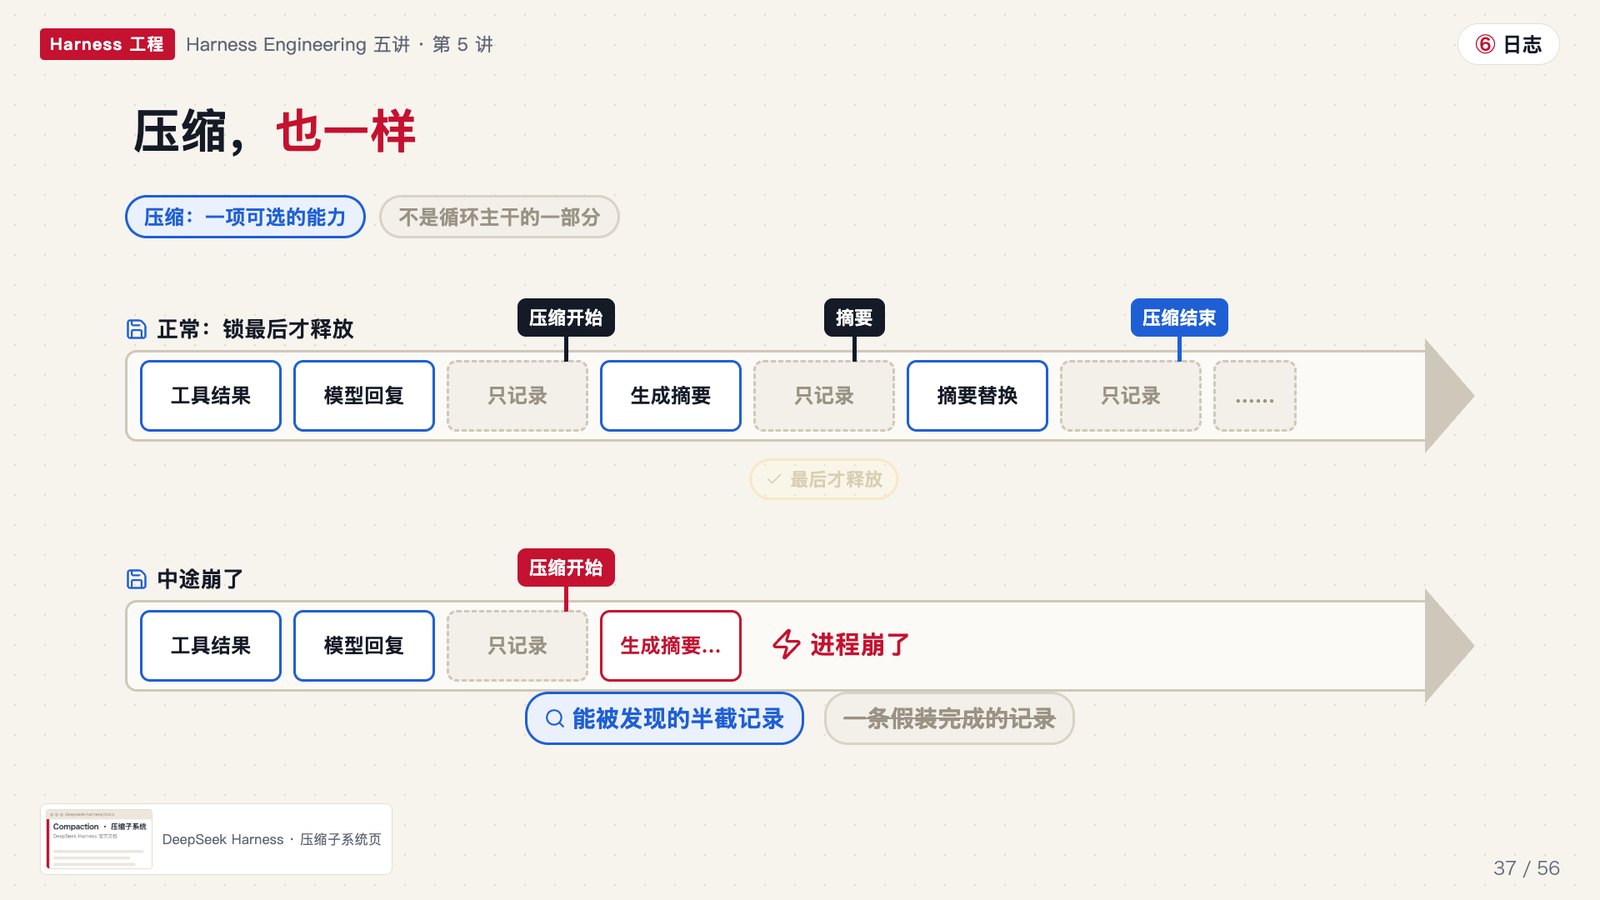 Harness 工程 Harness Engineering 五讲 · 第 5 讲
⑥ 日志
压缩，也一样
压缩：一项可选的能力 不是循环主干的一部分
正常：锁最后才释放 压缩开始 摘要 压缩结束
工具结果 模型回复 只记录 生成摘要 只记录 摘要替换 只记录 ……
最后才释放
中途崩了 压缩开始
工具结果 模型回复 只记录 生成摘要... 进程崩了
能被发现的半截记录 一条假装完成的记录
Compaction · 压缩子系统
DeepSeek Harness · 压缩子系统页
37 / 56